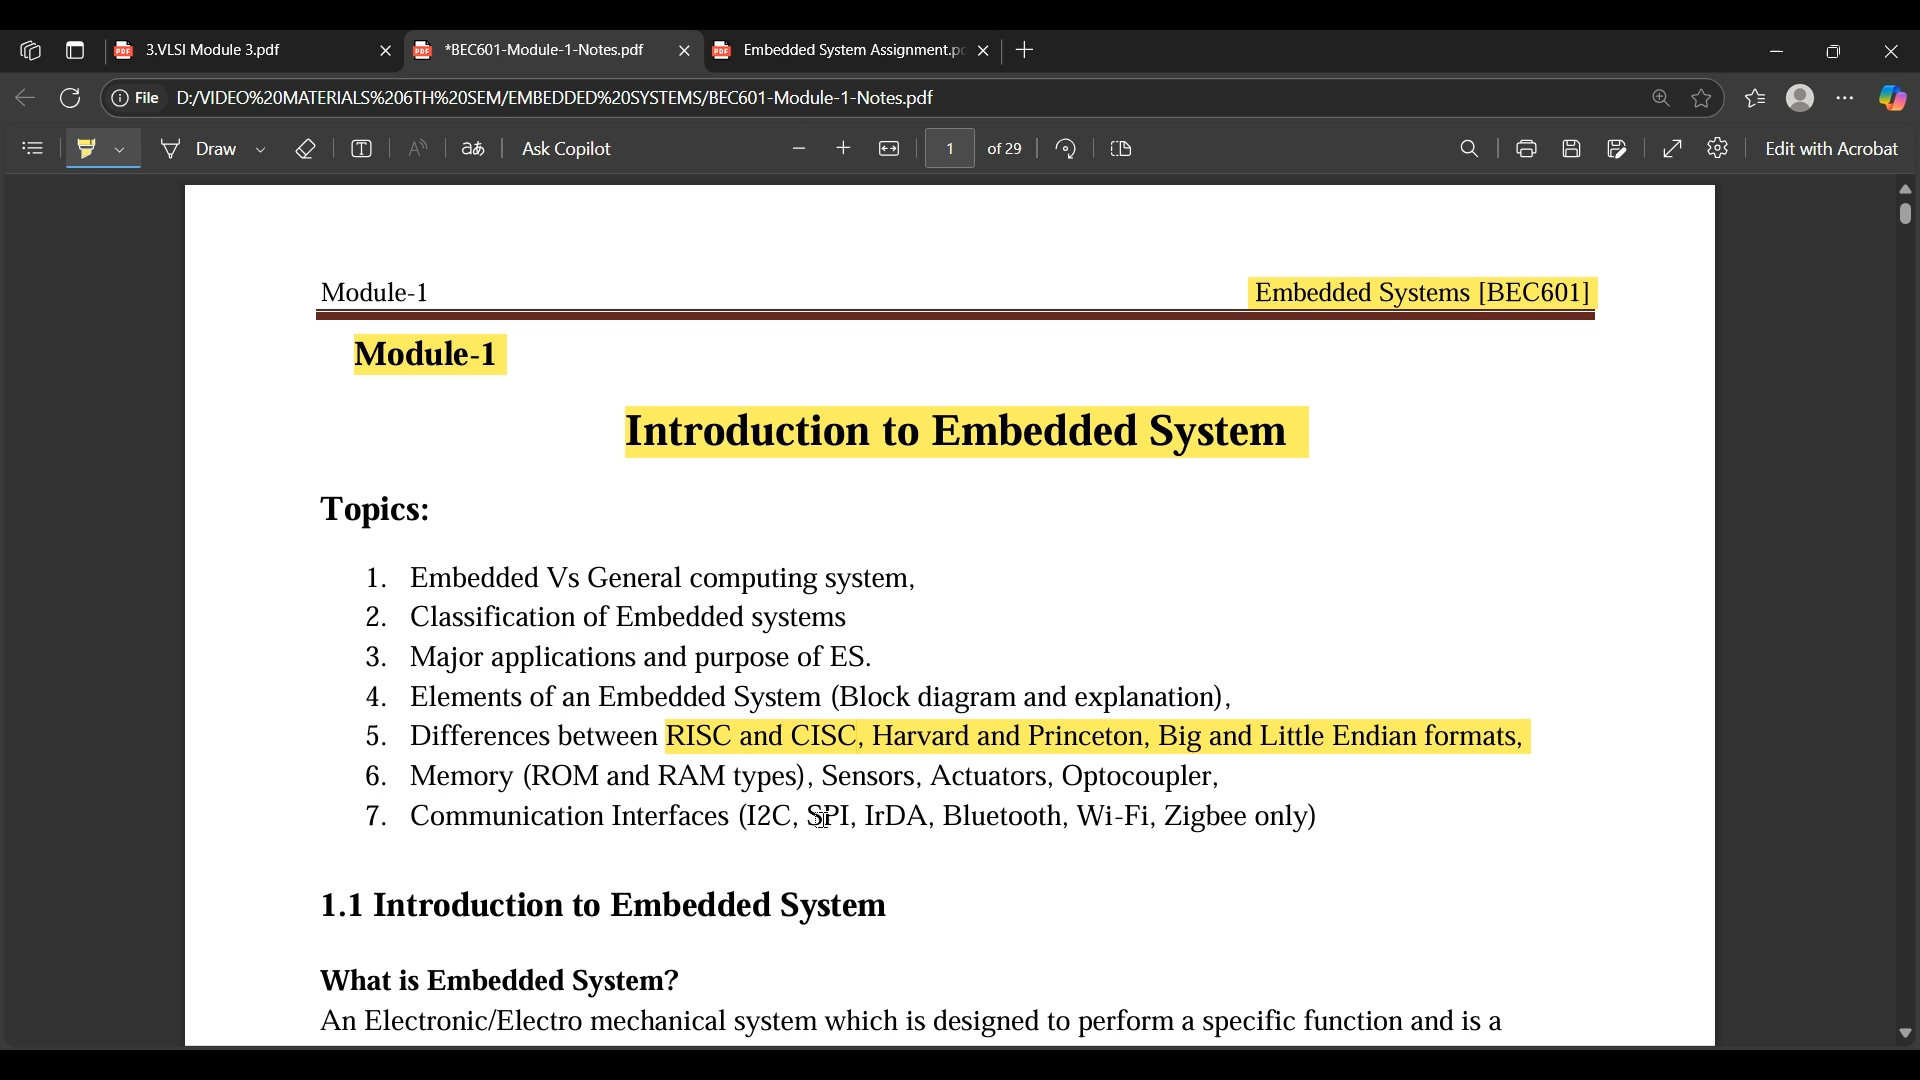 3.VLSI Module 3.pdf
*BEC601-Module-1-Notes.pdf
Embedded System Assignment.p
File
D:/VIDEO%20MATERIALS%206TH%20SEM/EMBEDDED%20SYSTEMS/BEC601-Module-1-Notes.pdf
Draw
T
A
aあ
Ask Copilot
1 of 29
Edit with Acrobat
Module-1
Embedded Systems [BEC601]
Module-1
Introduction to Embedded System
Topics:
1. Embedded Vs General computing system,
2. Classification of Embedded systems
3. Major applications and purpose of ES.
4. Elements of an Embedded System (Block diagram and explanation),
5. Differences between RISC and CISC, Harvard and Princeton, Big and Little Endian formats,
6. Memory (ROM and RAM types), Sensors, Actuators, Optocoupler,
7. Communication Interfaces (I2C, SPI, IrDA, Bluetooth, Wi-Fi, Zigbee only)
1.1 Introduction to Embedded System
What is Embedded System?
An Electronic/Electro mechanical system which is designed to perform a specific function and is a